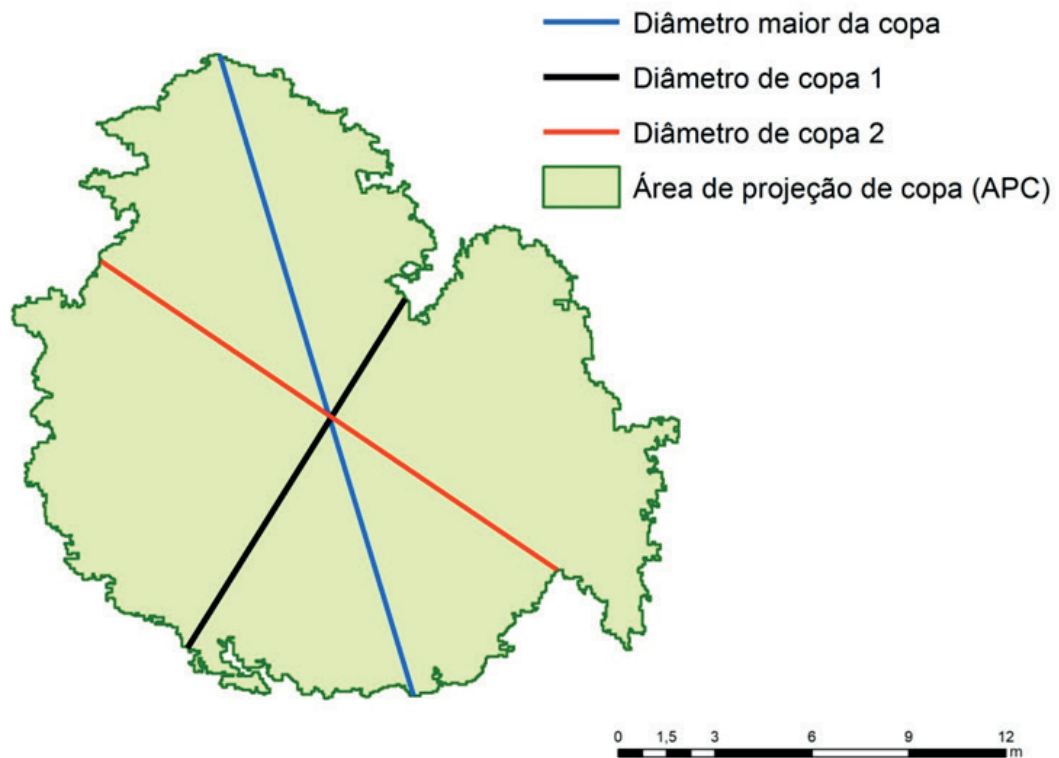 Diâmetro maior da copa
Diâmetro de copa 1
Diâmetro de copa 2
Área de projeção de copa (APC)
0 1,5 3 6 9 12
m